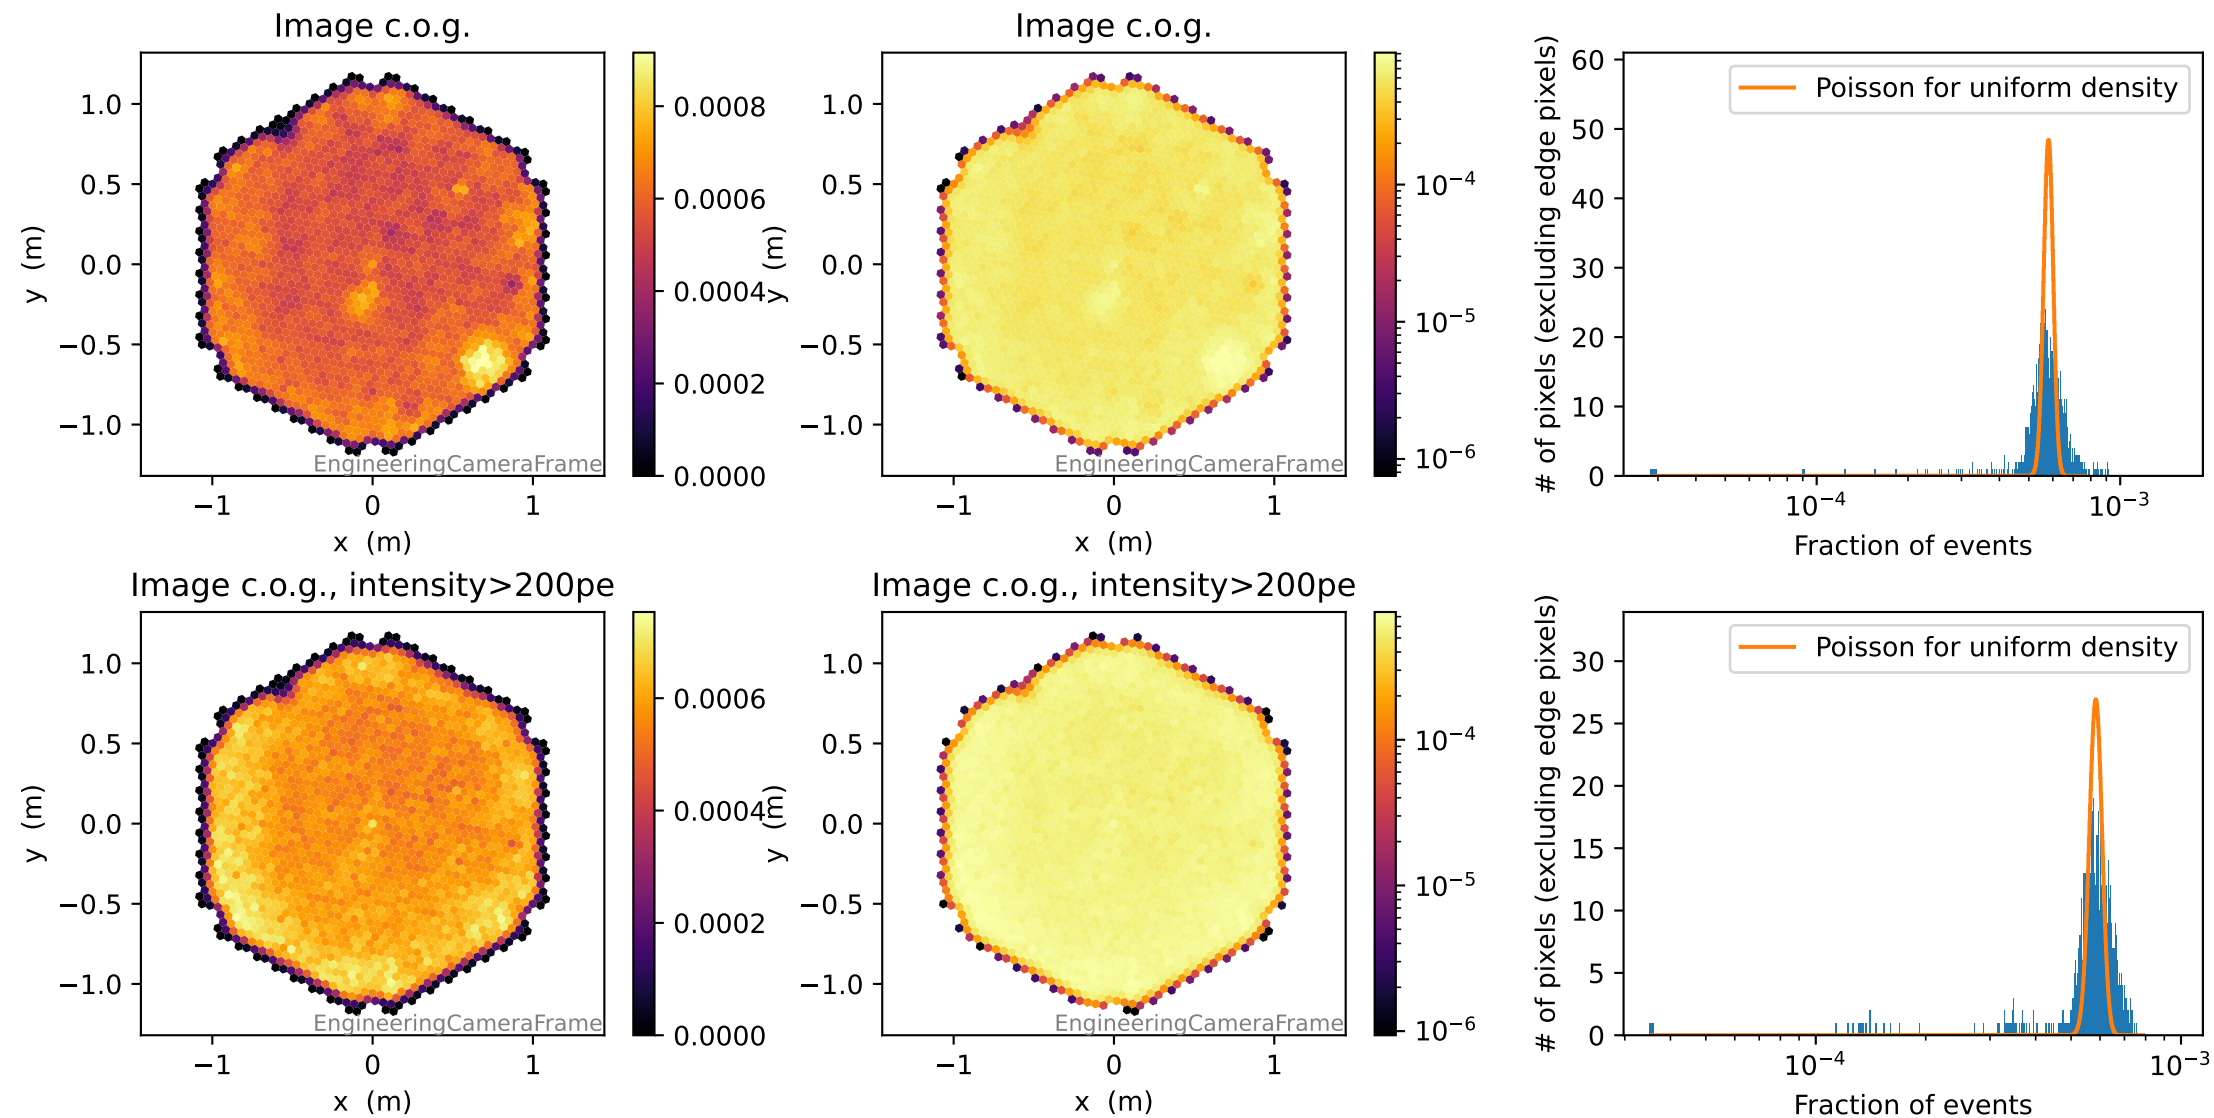 Image c.o.g.
1.0
0.5
0.0
−0.5
−1.0
y (m)
−1 0 1
x (m)
EngineeringCameraFrame
0.0008
0.0006
0.0004
0.0002
0.0000
Image c.o.g.
1.0
0.5
0.0
−0.5
−1.0
y (m)
−1 0 1
x (m)
EngineeringCameraFrame
10⁻⁴
10⁻⁵
10⁻⁶
Poisson for uniform density
60
50
40
30
20
10
0
# of pixels (excluding edge pixels)
10⁻⁴ 10⁻³
Fraction of events
Image c.o.g., intensity>200pe
1.0
0.5
0.0
−0.5
−1.0
y (m)
−1 0 1
x (m)
EngineeringCameraFrame
0.0006
0.0004
0.0002
0.0000
Image c.o.g., intensity>200pe
1.0
0.5
0.0
−0.5
−1.0
y (m)
−1 0 1
x (m)
EngineeringCameraFrame
10⁻⁴
10⁻⁵
10⁻⁶
Poisson for uniform density
30
25
20
15
10
5
0
# of pixels (excluding edge pixels)
10⁻⁴ 10⁻³
Fraction of events